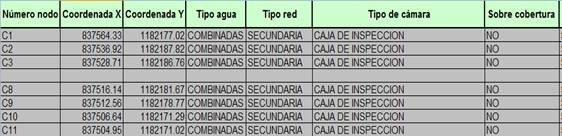 Número nodo Coordenada X Coordenada Y Tipo agua Tipo red Tipo de cámara Sobre cobertura
C1 837564.33 1182177.02 COMBINADAS SECUNDARIA CAJA DE INSPECCION NO
C2 837536.92 1182187.82 COMBINADAS SECUNDARIA CAJA DE INSPECCION NO
C3 837528.71 1182186.76 COMBINADAS SECUNDARIA CAJA DE INSPECCION NO
C8 837516.14 1182181.67 COMBINADAS SECUNDARIA CAJA DE INSPECCION NO
C9 837512.56 1182178.77 COMBINADAS SECUNDARIA CAJA DE INSPECCION NO
C10 837506.64 1182171.29 COMBINADAS SECUNDARIA CAJA DE INSPECCION NO
C11 837504.95 1182171.02 COMBINADAS SECUNDARIA CAJA DE INSPECCION NO